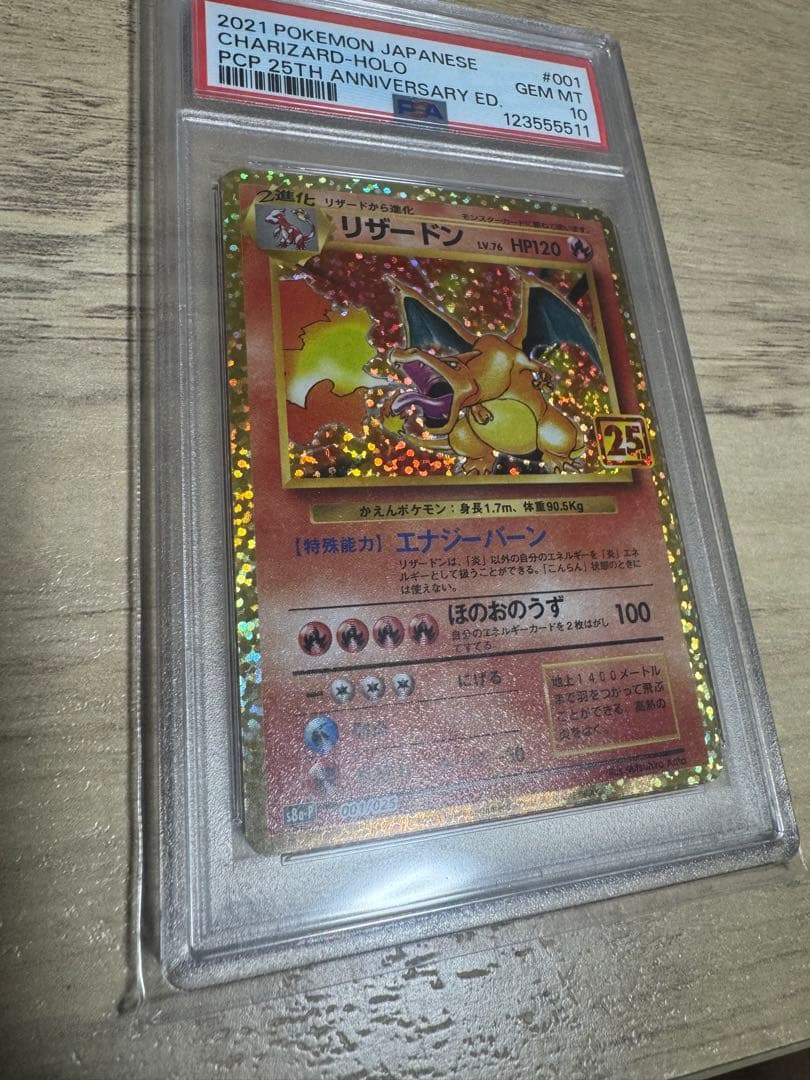 2021 POKEMON JAPANESE #001
CHARIZARD-HOLO GEM MT
PCP 25TH ANNIVERSARY ED. 10
PSA 123555511
2進化 リザードから進化
リザードン LV.76 HP120
25th
かえんポケモン：身長1.7m、体重90.5Kg
【特殊能力】 エナジーバーン
リザードンは、「炎」以外の自分のエネルギーを「炎」エネ
ルギーとして扱うことができる。「こんらん」状態のときに
は使えない。
ほのおのうず 100
自分のエネルギーカードを2枚はがし
てすてる。
にげる
地上1400メートル
まで羽をつかって飛ぶ
ことができる。高熱の
炎をはく。
s8a-P 001/025